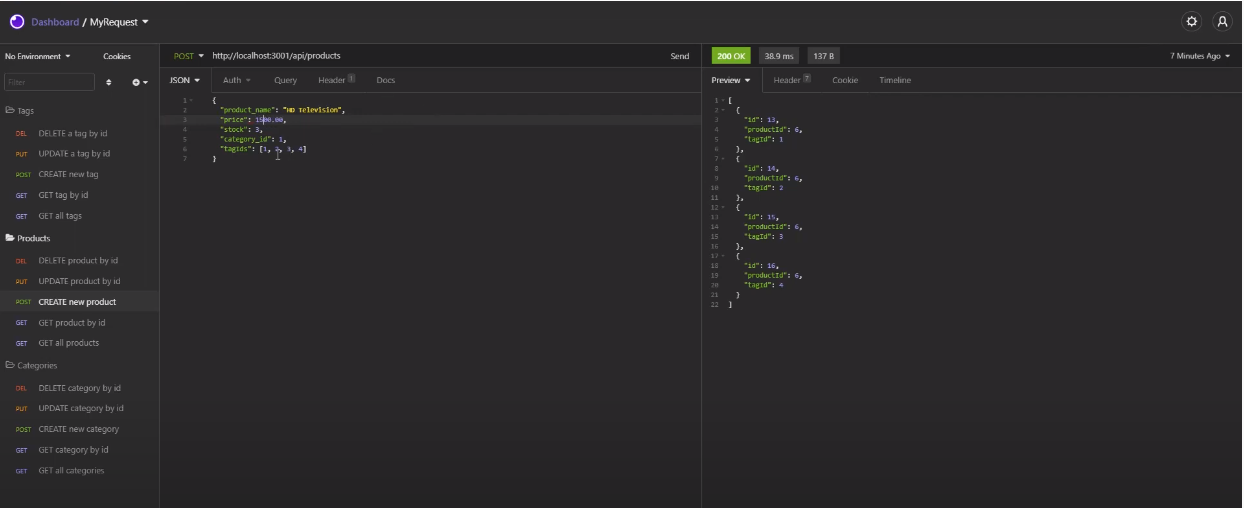 Dashboard / MyRequest
No Environment Cookies
POST http://localhost:3001/api/products Send
200 OK 38.9 ms 137 B 7 Minutes Ago
Filter
JSON Auth Query Header 1 Docs
Preview Header 7 Cookie Timeline
Tags
DEL DELETE a tag by id
PUT UPDATE a tag by id
POST CREATE new tag
GET GET tag by id
GET GET all tags
Products
DEL DELETE product by id
PUT UPDATE product by id
POST CREATE new product
GET GET product by id
GET GET all products
Categories
DEL DELETE category by id
PUT UPDATE category by id
POST CREATE new category
GET GET category by id
GET GET all categories
1 {
2 "product_name": "HD Television",
3 "price": 1500.00,
4 "stock": 3,
5 "category_id": 1,
6 "tagIds": [1, 2, 3, 4]
7 }
1 [
2 {
3 "id": 13,
4 "productId": 6,
5 "tagId": 1
6 },
7 {
8 "id": 14,
9 "productId": 6,
10 "tagId": 2
11 },
12 {
13 "id": 15,
14 "productId": 6,
15 "tagId": 3
16 },
17 {
18 "id": 16,
19 "productId": 6,
20 "tagId": 4
21 }
22 ]